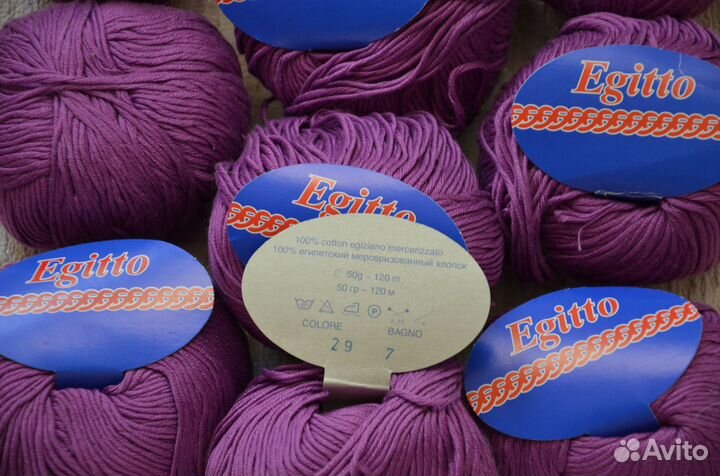 Egitto
Egitto
Egitto
100% cotton egiziano mercerizzato
100% египетский мерсеризованный хлопок
50g - 120 m
50 гр - 120 м
COLORE BAGNO
29 7
Egitto
Avito